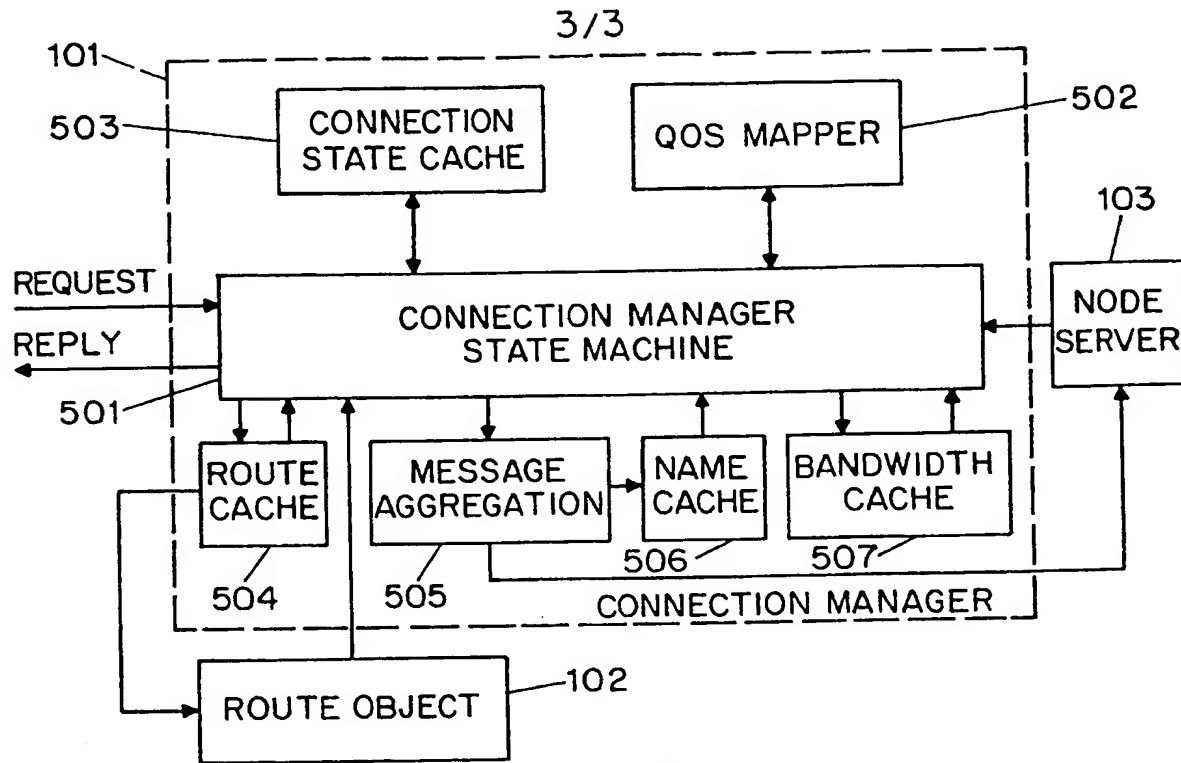 3/3
101
503
CONNECTION
STATE CACHE
QOS MAPPER
502
103
REQUEST
REPLY
CONNECTION MANAGER
STATE MACHINE
NODE
SERVER
501
ROUTE
CACHE
MESSAGE
AGGREGATION
NAME
CACHE
BANDWIDTH
CACHE
504
505
506
507
CONNECTION MANAGER
ROUTE OBJECT
102